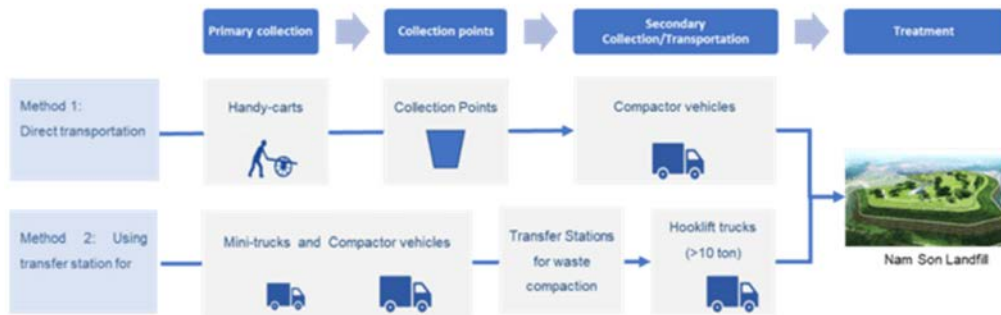 Primary collection
Collection points
Secondary
Collection/Transportation
Treatment
Method 1:
Direct transportation
Handy-carts
Collection Points
Compactor vehicles
Method 2: Using
transfer station for
Mini-trucks and Compactor vehicles
Transfer Stations
for waste
compaction
Hooklift trucks
(>10 ton)
Nam Son Landfill